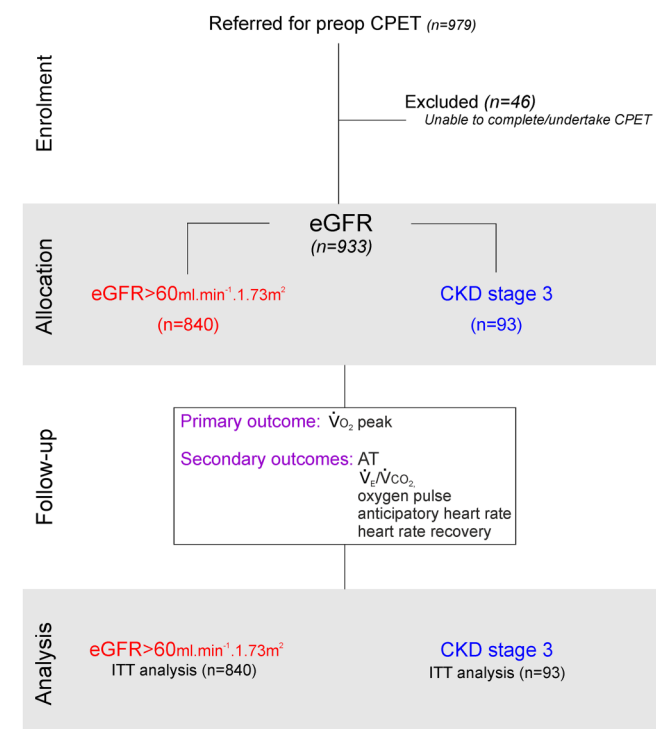 Referred for preop CPET (n=979)
Enrolment
Excluded (n=46)
Unable to complete/undertake CPET
Allocation
eGFR
(n=933)
eGFR>60ml.min⁻¹.1.73m²
(n=840)
CKD stage 3
(n=93)
Follow-up
Primary outcome: V̇O₂ peak
Secondary outcomes: AT
V̇ᴇ/V̇CO₂,
oxygen pulse
anticipatory heart rate
heart rate recovery
Analysis
eGFR>60ml.min⁻¹.1.73m²
ITT analysis (n=840)
CKD stage 3
ITT analysis (n=93)